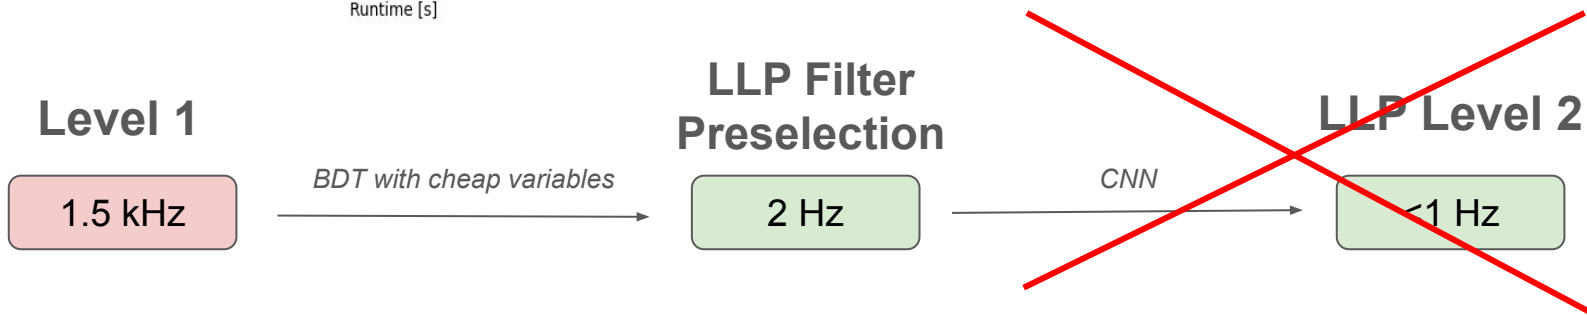 Runtime [s]
Level 1
LLP Filter
Preselection
LLP Level 2
BDT with cheap variables
CNN
1.5 kHz
2 Hz
<1 Hz